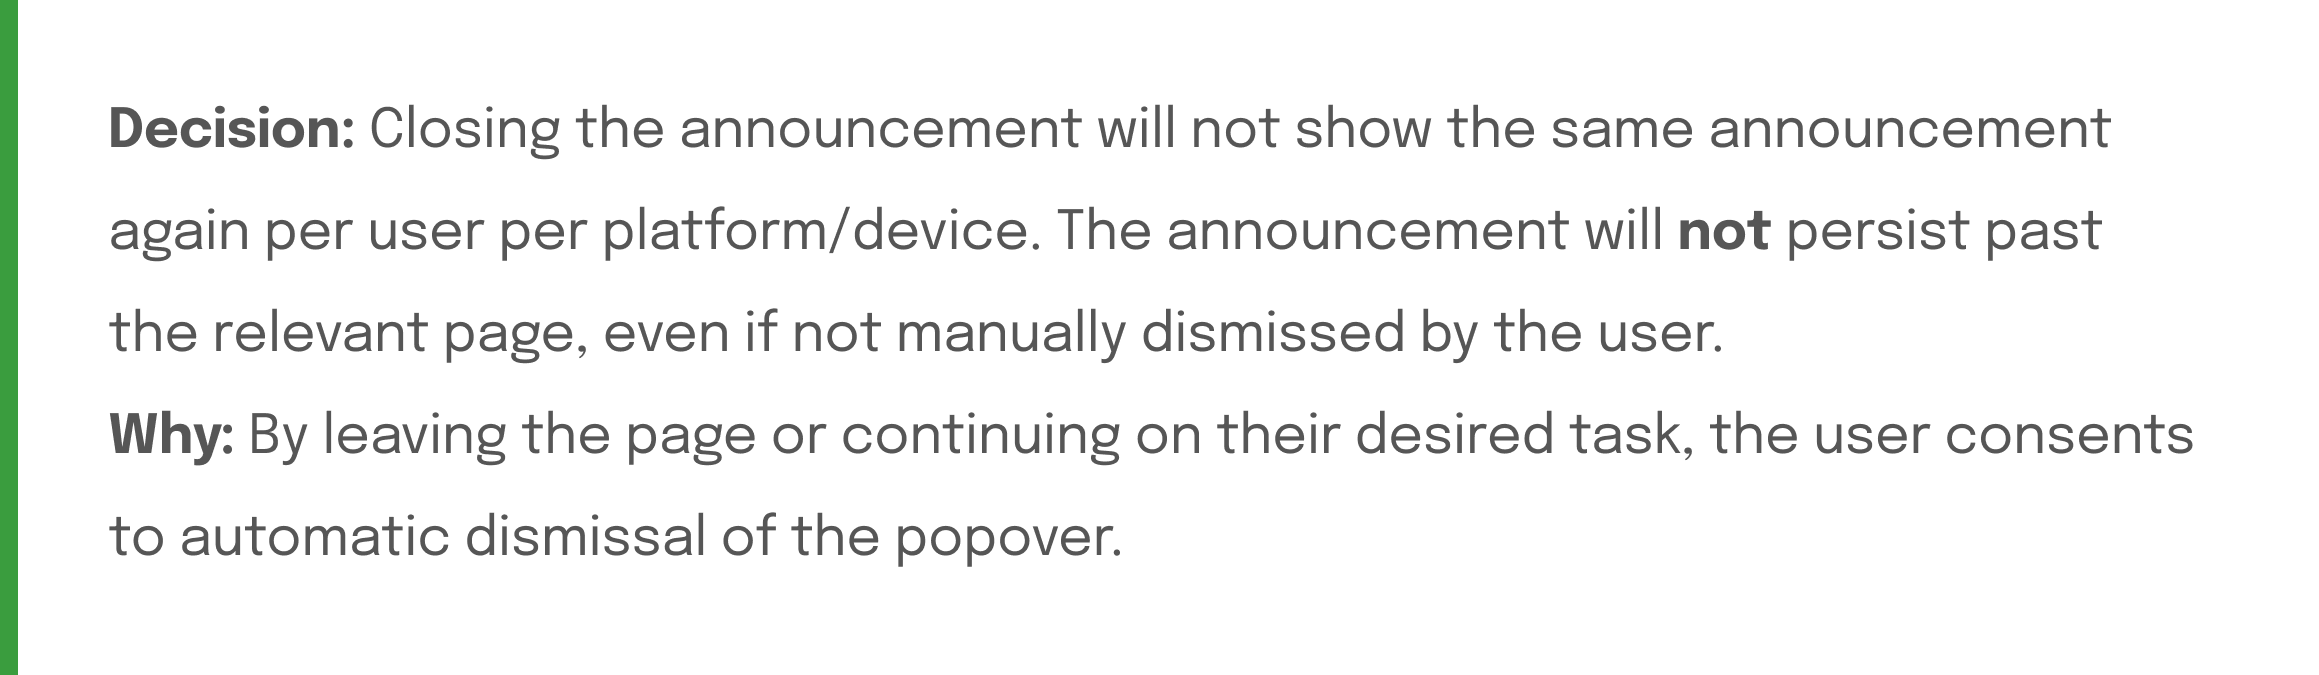 Decision: Closing the announcement will not show the same announcement
again per user per platform/device. The announcement will not persist past
the relevant page, even if not manually dismissed by the user.
Why: By leaving the page or continuing on their desired task, the user consents
to automatic dismissal of the popover.